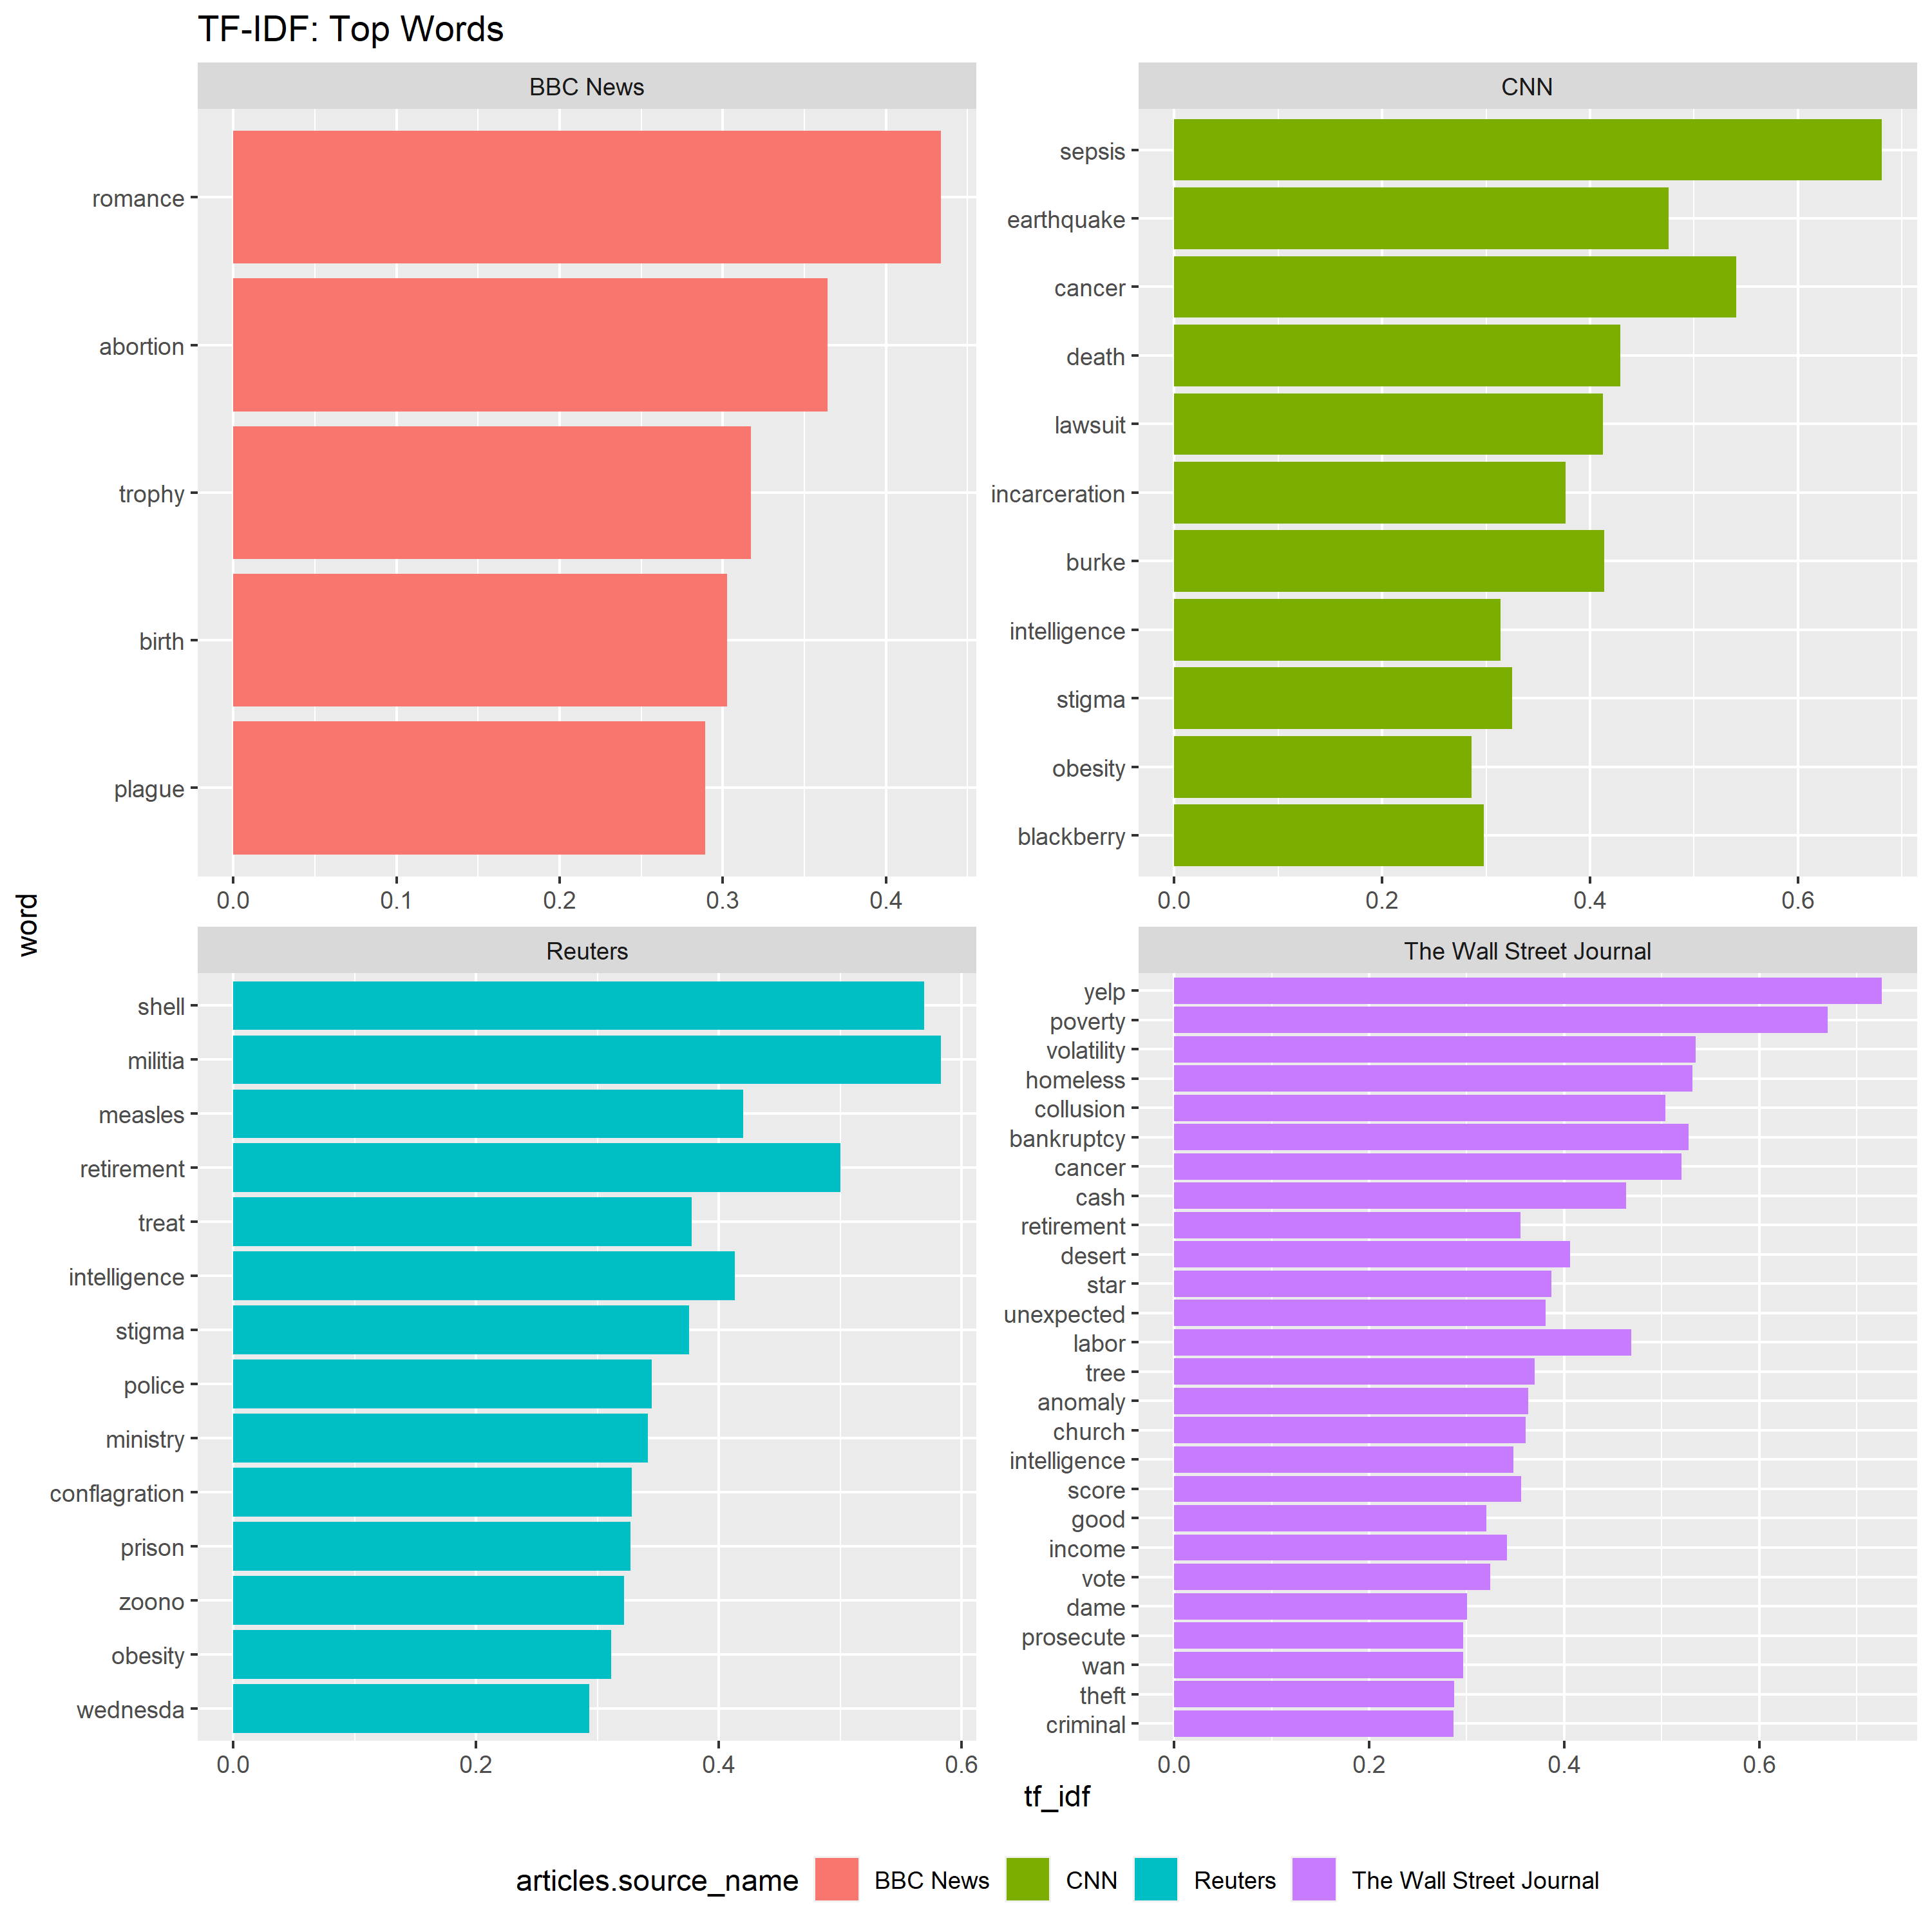 TF-IDF: Top Words
BBC News
romance
abortion
trophy
birth
plague
0.0 0.1 0.2 0.3 0.4
CNN
sepsis
earthquake
cancer
death
lawsuit
incarceration
burke
intelligence
stigma
obesity
blackberry
0.0 0.2 0.4 0.6
word
Reuters
shell
militia
measles
retirement
treat
intelligence
stigma
police
ministry
conflagration
prison
zoono
obesity
wednesda
0.0 0.2 0.4 0.6
The Wall Street Journal
yelp
poverty
volatility
homeless
collusion
bankruptcy
cancer
cash
retirement
desert
star
unexpected
labor
tree
anomaly
church
intelligence
score
good
income
vote
dame
prosecute
wan
theft
criminal
0.0 0.2 0.4 0.6
tf_idf
articles.source_name BBC News CNN Reuters The Wall Street Journal